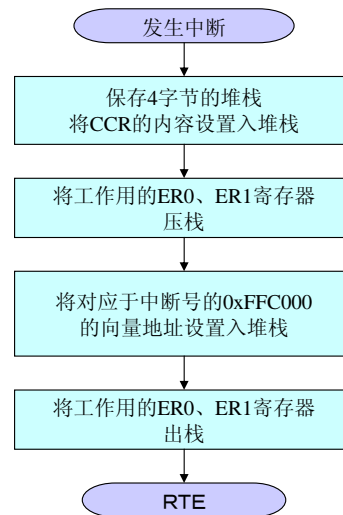 发生中断
保存4字节的堆栈
将CCR的内容设置入堆栈
将工作用的ER0、ER1寄存器
压栈
将对应于中断号的0xFFC000
的向量地址设置入堆栈
将工作用的ER0、ER1寄存器
出栈
RTE